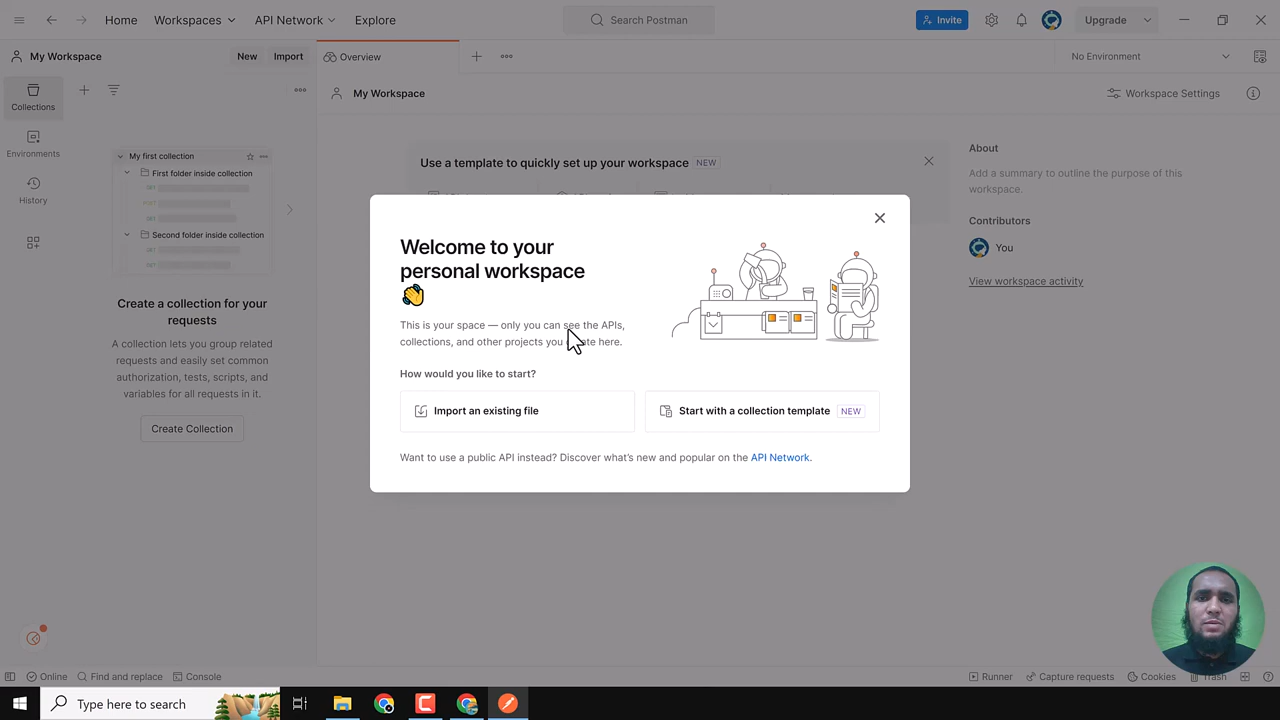 Home Workspaces API Network Explore Search Postman Invite Upgrade
My Workspace New Import Overview No Environment
Collections
Environments
History
My first collection
First folder inside collection
GET
POST
GET
Second folder inside collection
GET
GET
Create a collection for your
requests
A collection lets you group related
requests and easily set common
authorization, tests, scripts, and
variables for all requests in it.
Create Collection
My Workspace Workspace Settings
Use a template to quickly set up your workspace NEW
About
Add a summary to outline the purpose of this
workspace.
Contributors
You
View workspace activity
Welcome to your
personal workspace
👋
This is your space — only you can see the APIs,
collections, and other projects you create here.
How would you like to start?
Import an existing file
Start with a collection template NEW
Want to use a public API instead? Discover what's new and popular on the API Network.
Online Find and replace Console Runner Capture requests Cookies Trash
Type here to search